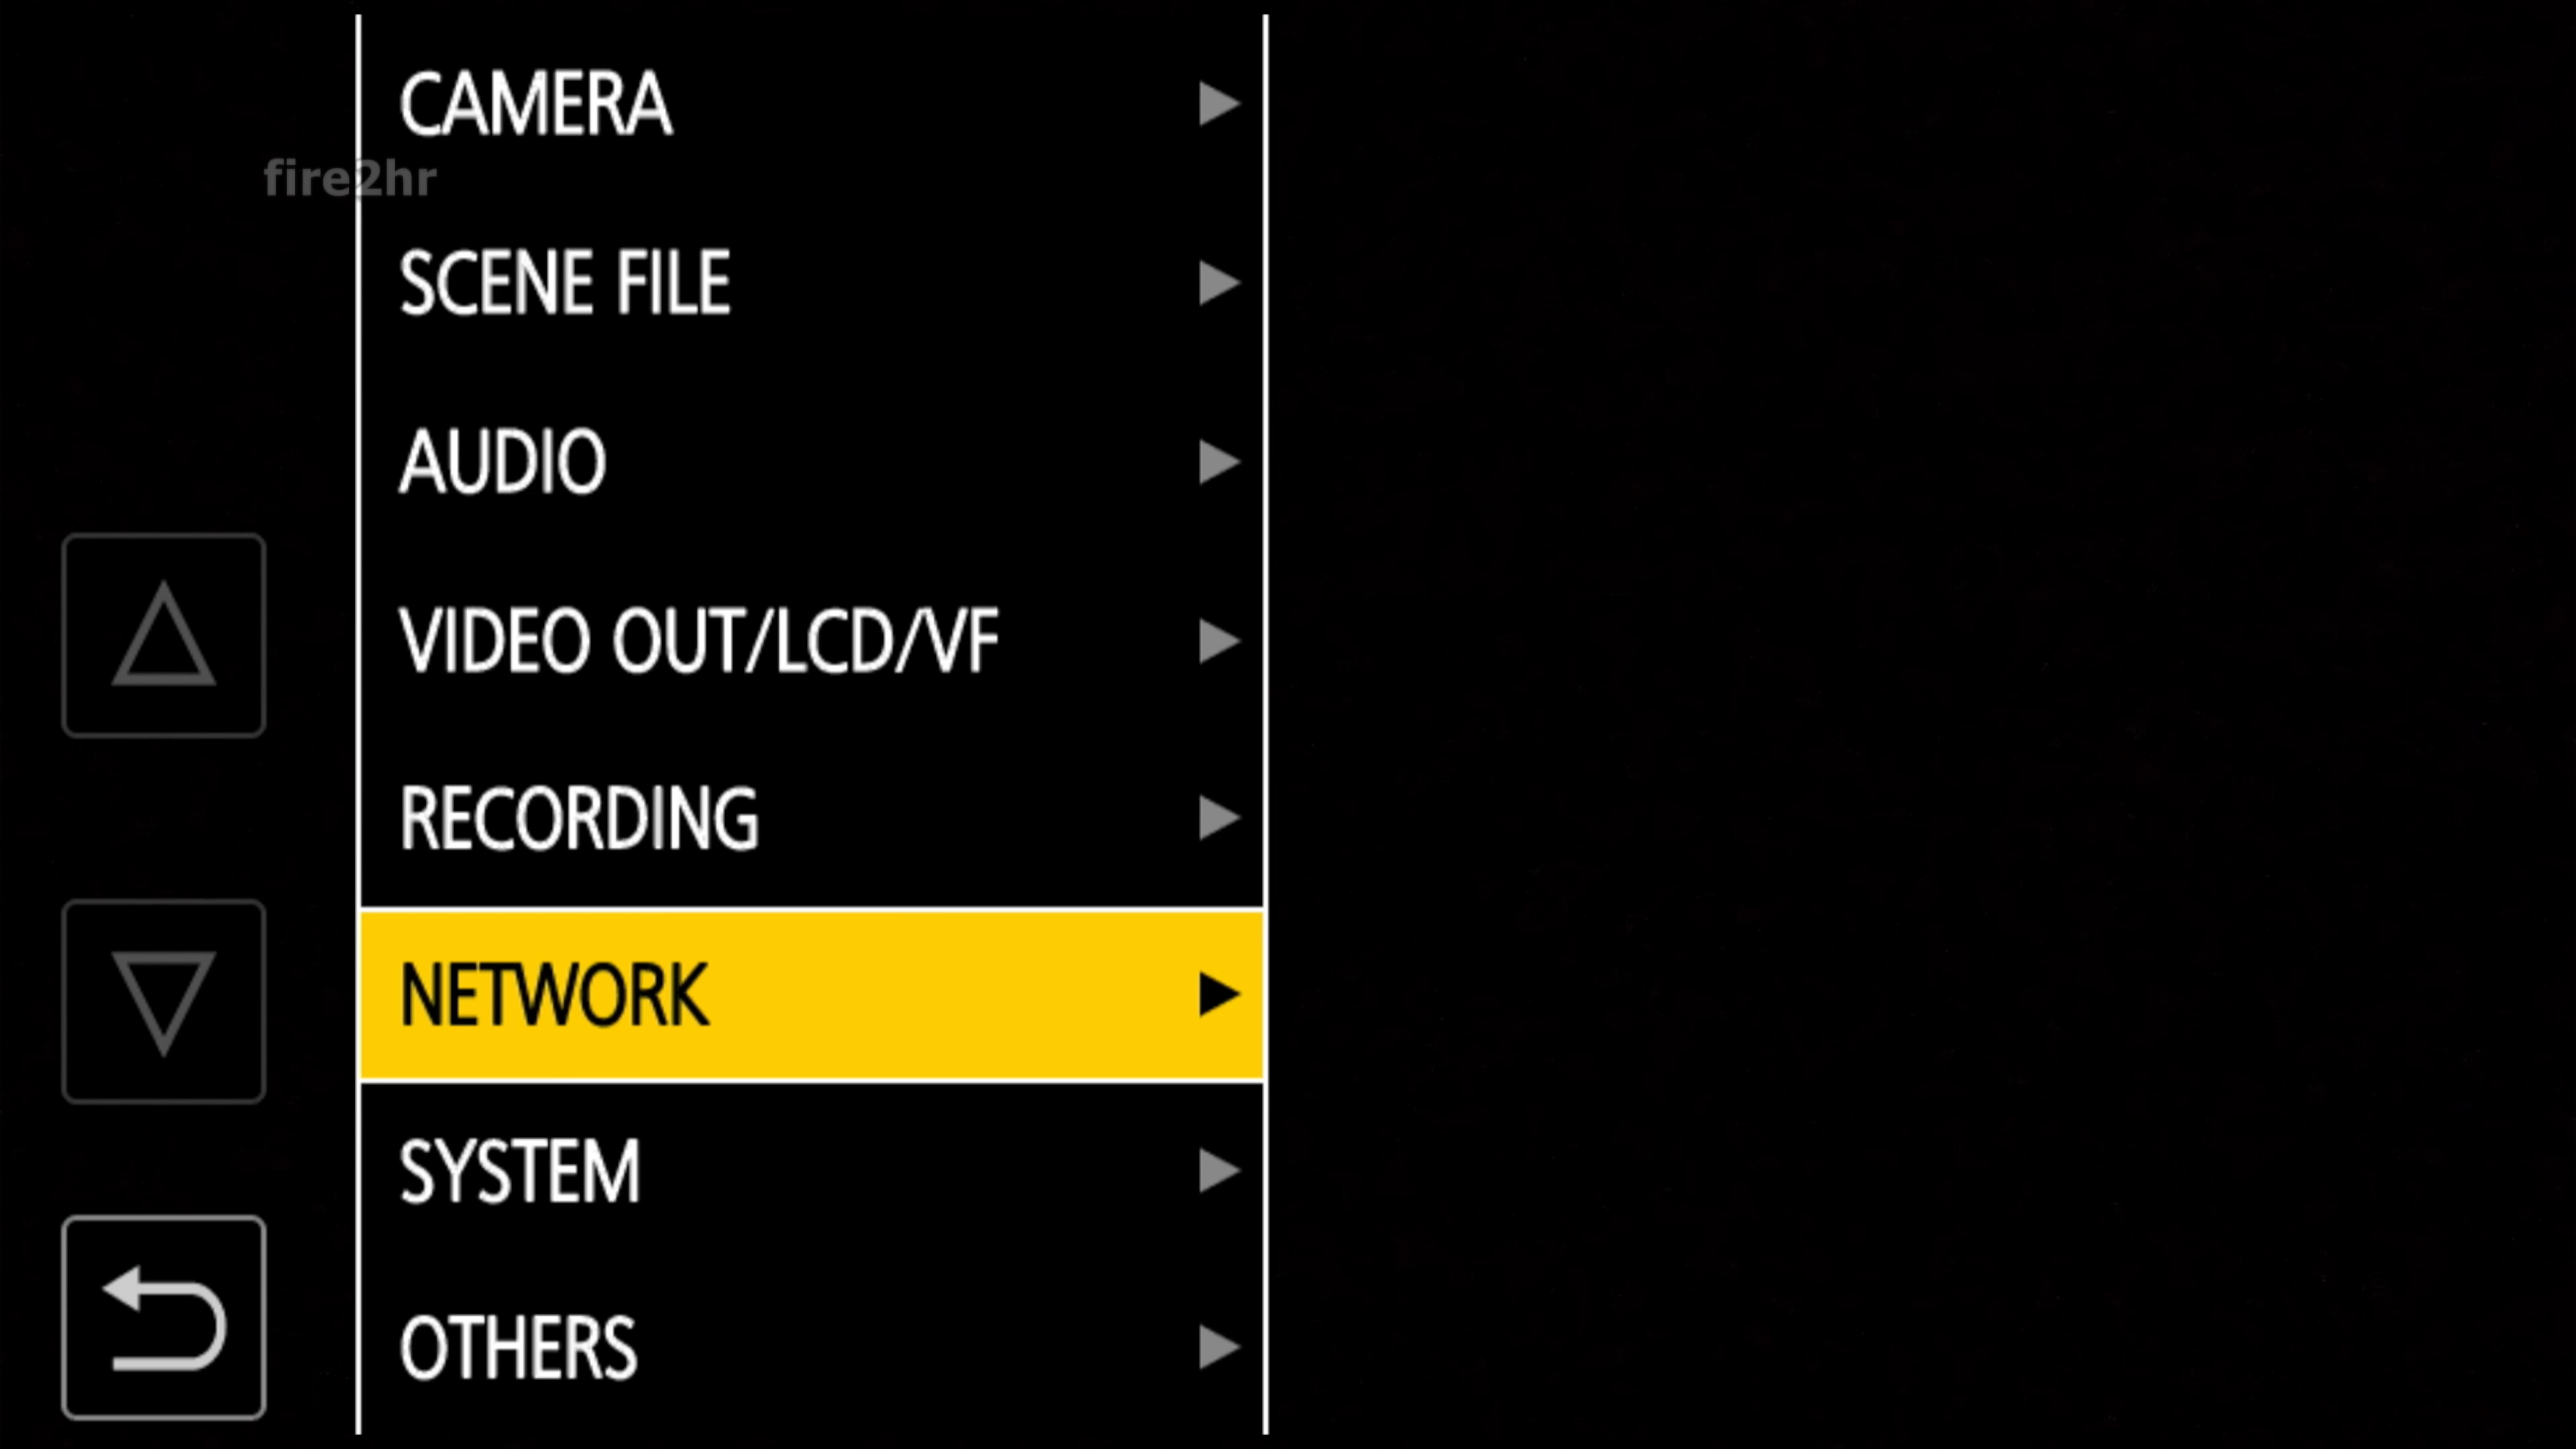 CAMERA
fire2hr
SCENE FILE
AUDIO
VIDEO OUT/LCD/VF
RECORDING
NETWORK
SYSTEM
OTHERS